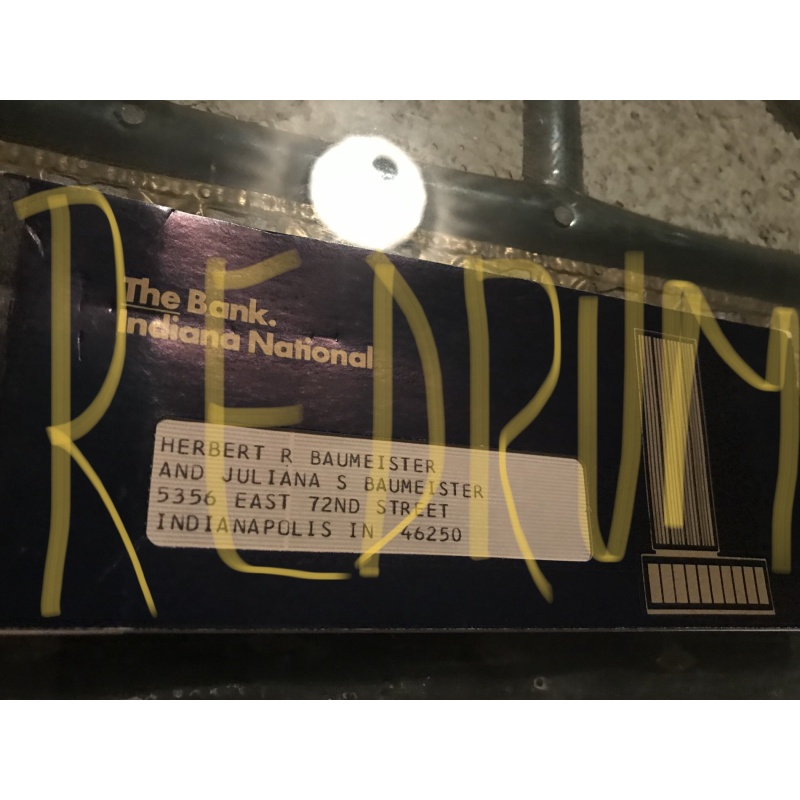 REDRUM
The Bank.
Indiana National
HERBERT R BAUMEISTER
AND JULIANA S BAUMEISTER
5356 EAST 72ND STREET
INDIANAPOLIS IN 46250